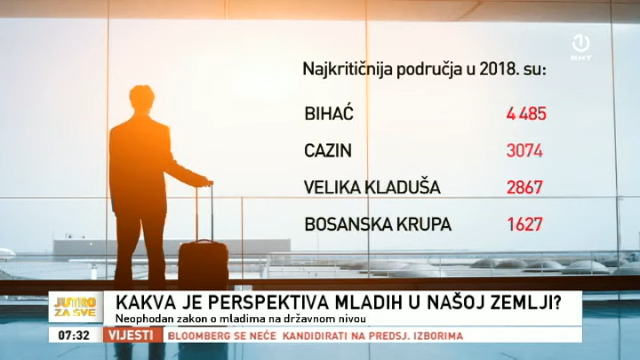 BHT
Najkritičnija područja u 2018. su:
BIHAĆ 4 485
CAZIN 3074
VELIKA KLADUŠA 2867
BOSANSKA KRUPA 1627
JUTRO ZA SVE
KAKVA JE PERSPEKTIVA MLADIH U NAŠOJ ZEMLJI?
Neophodan zakon o mladima na državnom nivou
07:32 VIJESTI BLOOMBERG SE NEĆE KANDIDIRATI NA PREDSJ. IZBORIMA